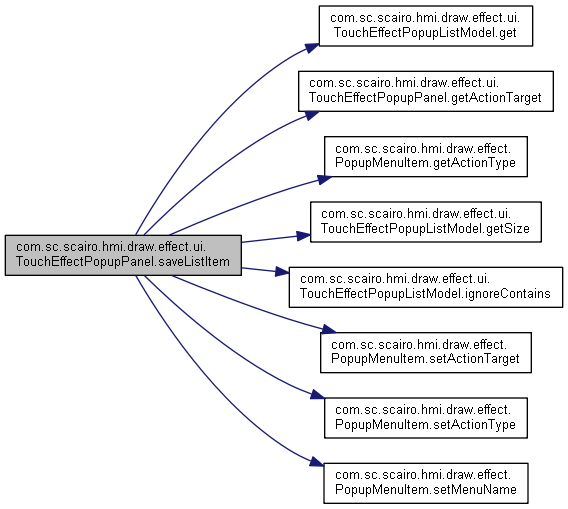 com.sc.scairo.hmi.draw.effect.ui.
TouchEffectPopupListModel.get
com.sc.scairo.hmi.draw.effect.ui.
TouchEffectPopupPanel.getActionTarget
com.sc.scairo.hmi.draw.effect.
PopupMenuItem.getActionType
com.sc.scairo.hmi.draw.effect.ui.
TouchEffectPopupListModel.getSize
com.sc.scairo.hmi.draw.effect.ui.
TouchEffectPopupPanel.saveListItem
com.sc.scairo.hmi.draw.effect.ui.
TouchEffectPopupListModel.ignoreContains
com.sc.scairo.hmi.draw.effect.
PopupMenuItem.setActionTarget
com.sc.scairo.hmi.draw.effect.
PopupMenuItem.setActionType
com.sc.scairo.hmi.draw.effect.
PopupMenuItem.setMenuName